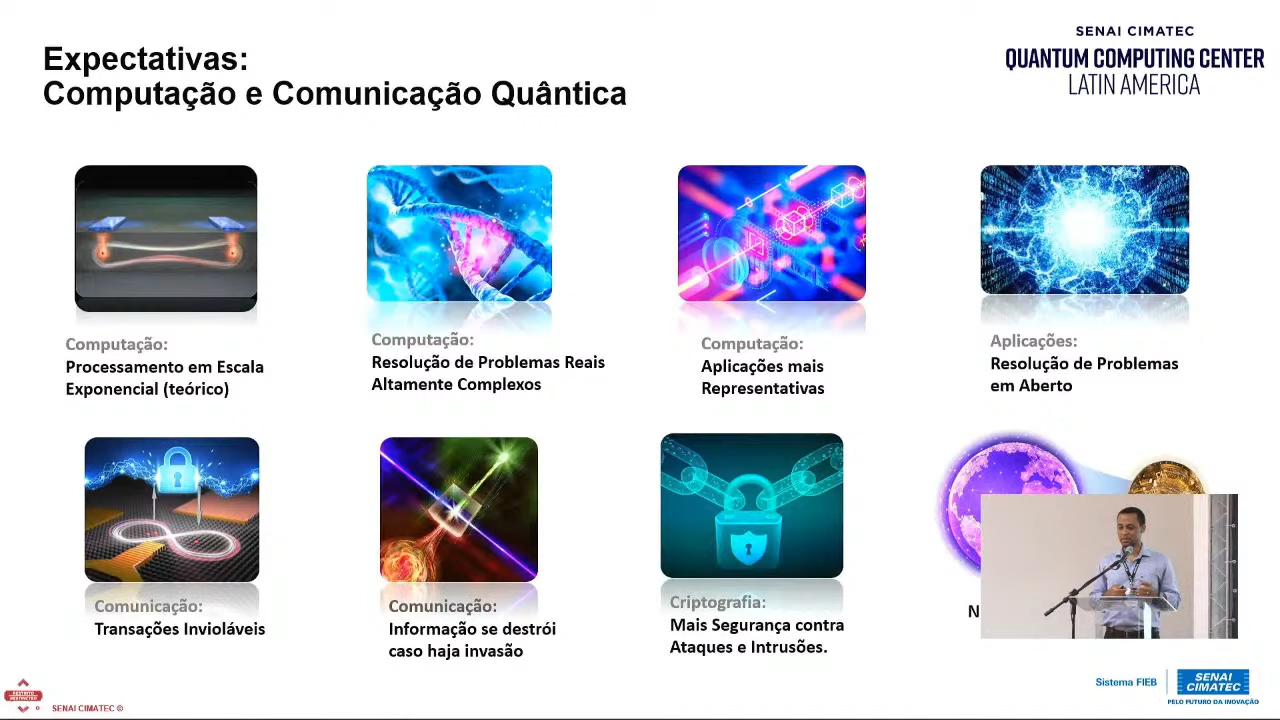 Expectativas:
Computação e Comunicação Quântica
SENAI CIMATEC
QUANTUM COMPUTING CENTER
LATIN AMERICA
Computação:
Processamento em Escala
Exponencial (teórico)
Computação:
Resolução de Problemas Reais
Altamente Complexos
Computação:
Aplicações mais
Representativas
Aplicações:
Resolução de Problemas
em Aberto
Comunicação:
Transações Invioláveis
Comunicação:
Informação se destrói
caso haja invasão
Criptografia:
Mais Segurança contra
Ataques e Intrusões.
N
SENAI CIMATEC ©
Sistema FIEB
SENAI
CIMATEC
PELO FUTURO DA INOVAÇÃO